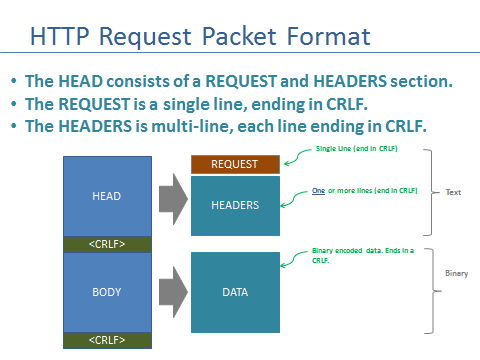 HTTP Request Packet Format
• The HEAD consists of a REQUEST and HEADERS section.
• The REQUEST is a single line, ending in CRLF.
• The HEADERS is multi-line, each line ending in CRLF.
Single Line (end in CRLF)
REQUEST
HEAD
HEADERS
One or more lines (end in CRLF)
Text
<CRLF>
Binary encoded data. Ends in a
CRLF.
BODY
DATA
Binary
<CRLF>